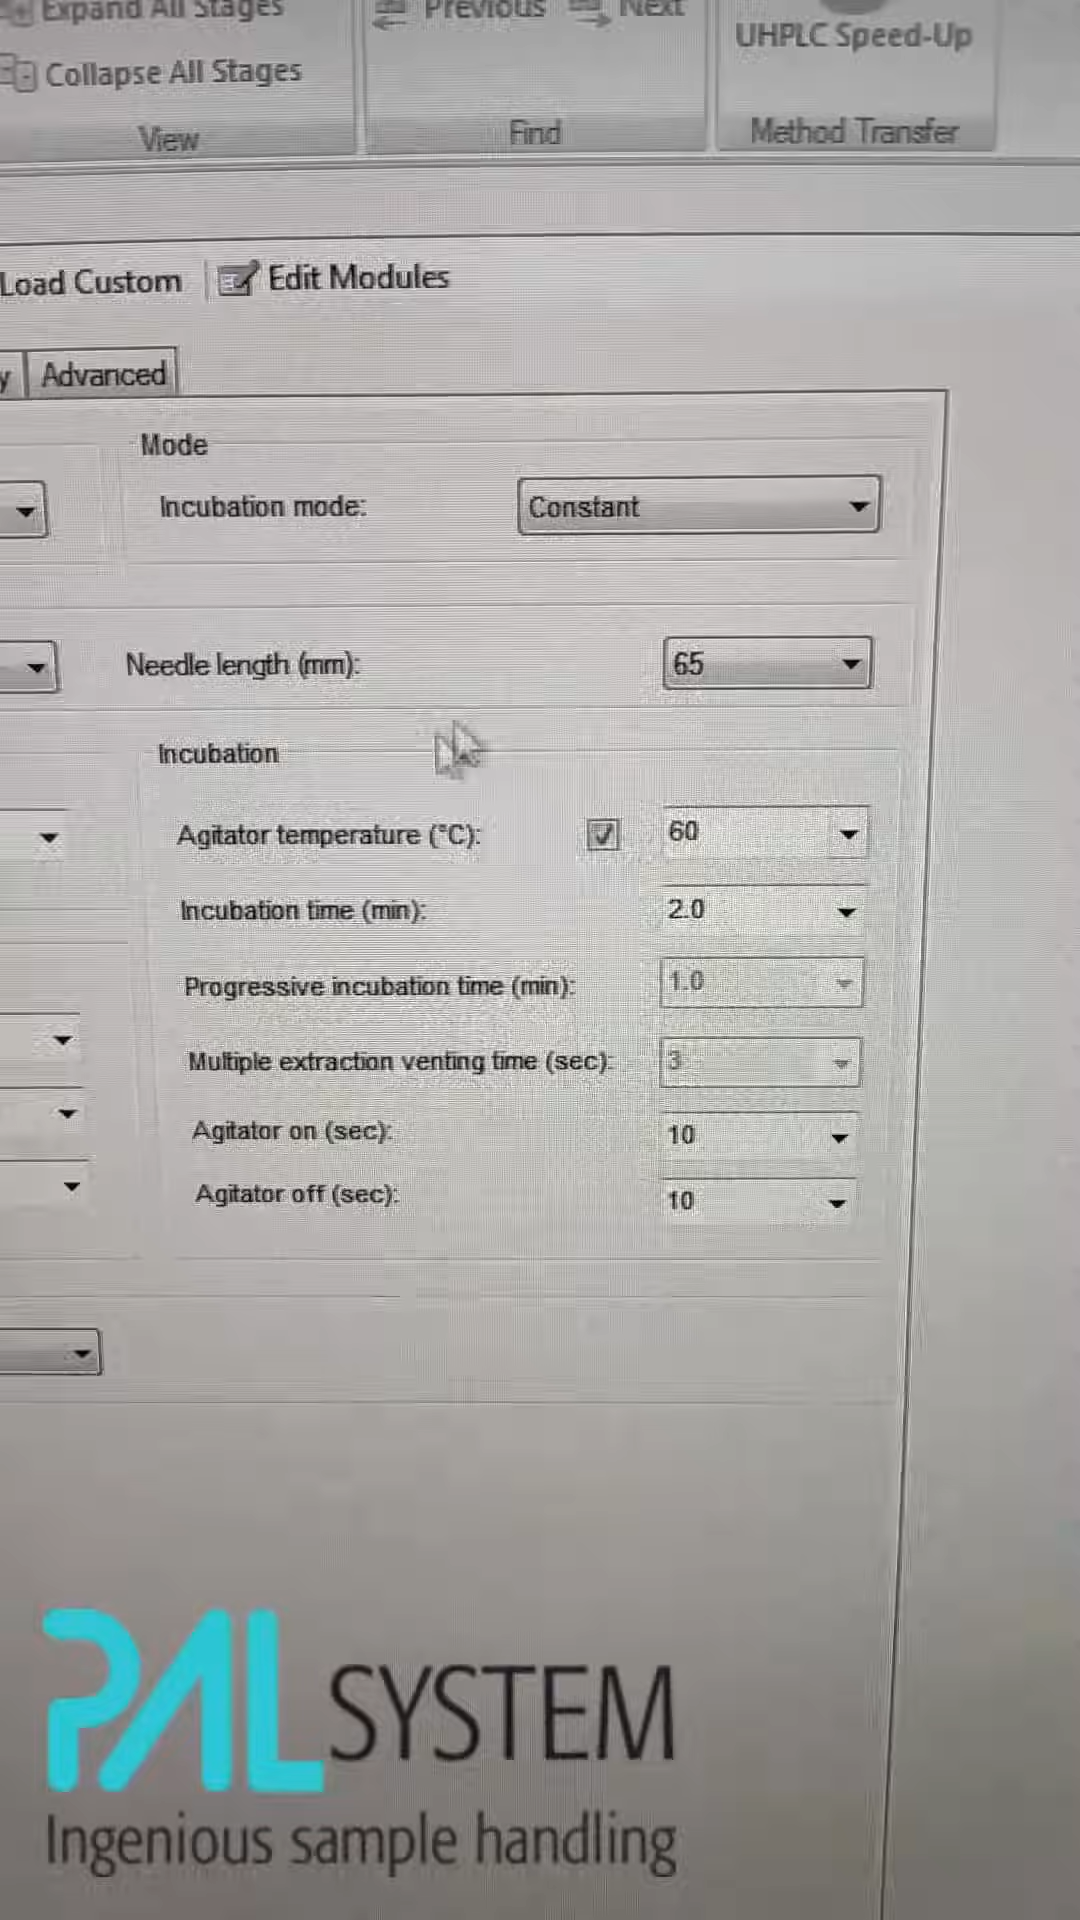 Expand All Stages
Previous Next
UHPLC Speed-Up
Collapse All Stages
View
Find
Method Transfer
Load Custom
Edit Modules
y
Advanced
Mode
Incubation mode:
Constant
Needle length (mm):
65
Incubation
Agitator temperature (°C):
60
Incubation time (min):
2.0
Progressive incubation time (min):
1.0
Multiple extraction venting time (sec):
3
Agitator on (sec):
10
Agitator off (sec):
10
PAL SYSTEM
Ingenious sample handling